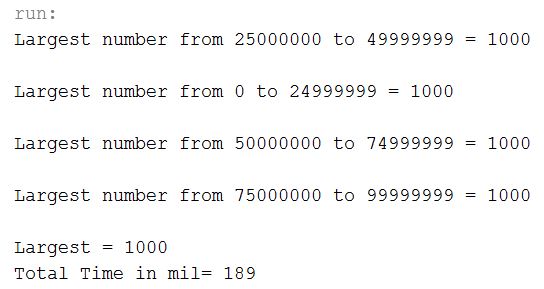 run:
Largest number from 25000000 to 49999999 = 1000
Largest number from 0 to 24999999 = 1000
Largest number from 50000000 to 74999999 = 1000
Largest number from 75000000 to 99999999 = 1000
Largest = 1000
Total Time in mil= 189